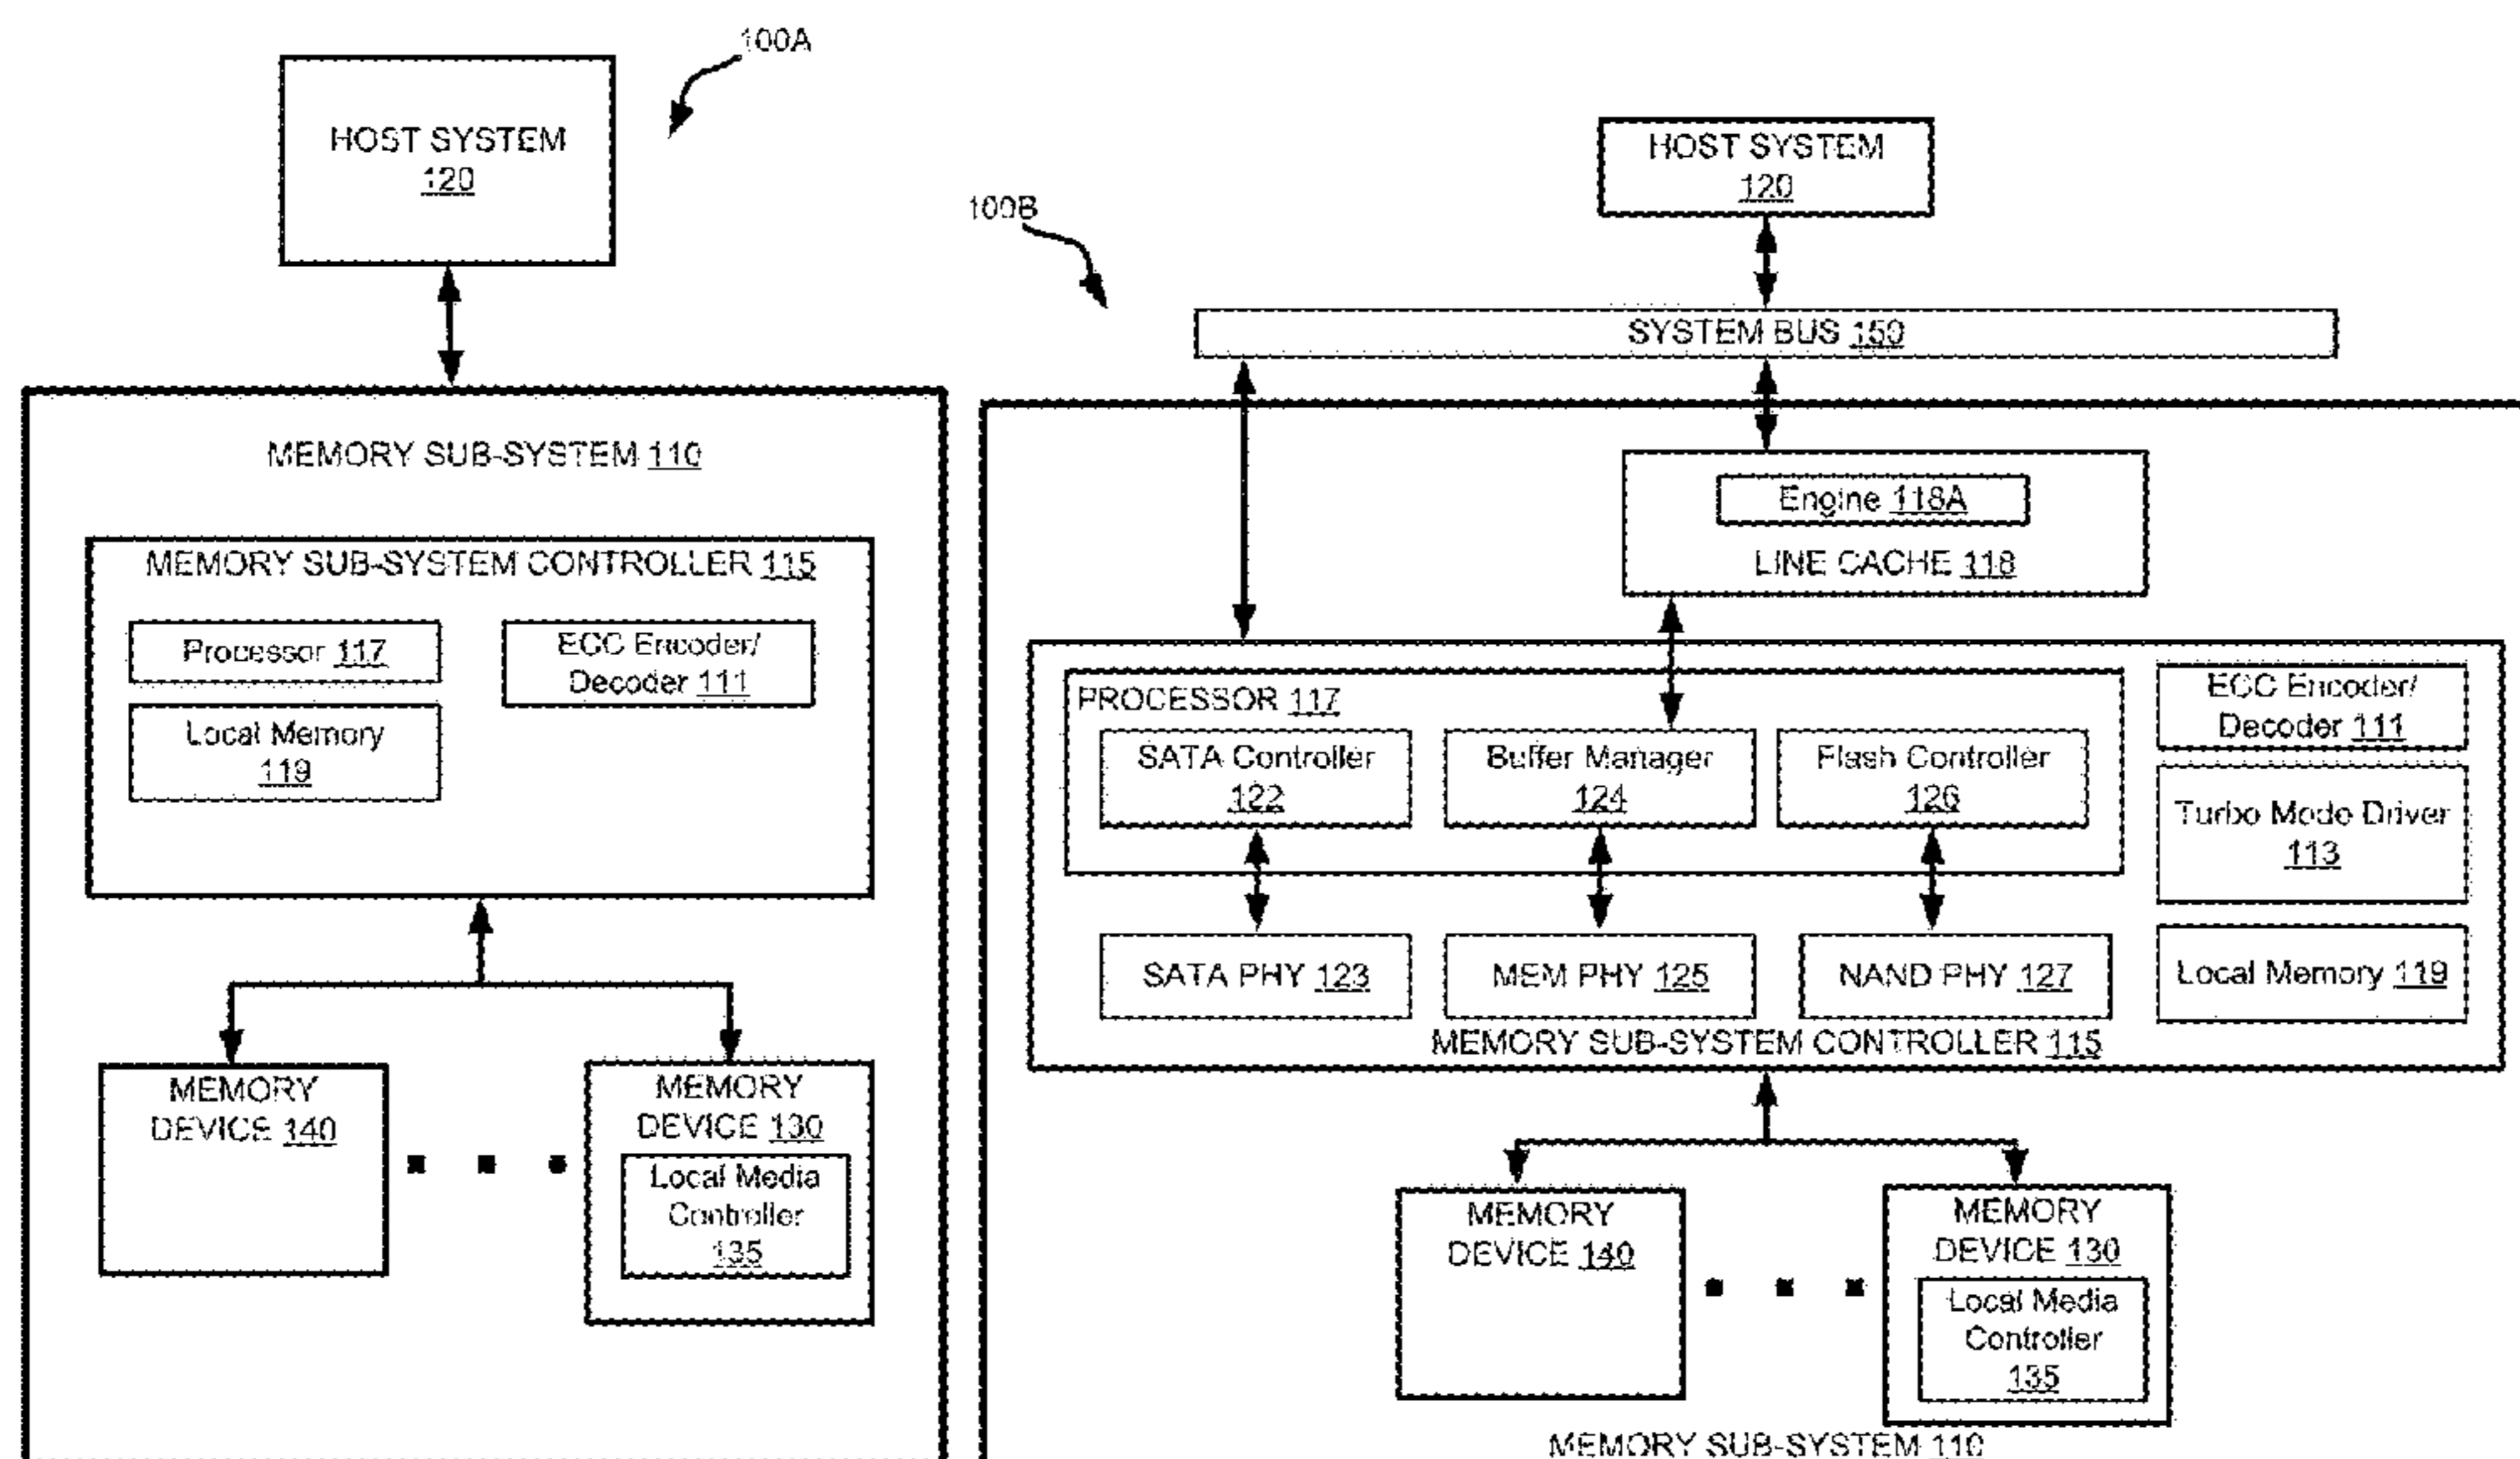 100A
HOST SYSTEM
120
MEMORY SUB-SYSTEM 110
MEMORY SUB-SYSTEM CONTROLLER 115
Processor 117
ECC Encoder/
Decoder 111
Local Memory
119
MEMORY
DEVICE 140
MEMORY
DEVICE 130
Local Media
Controller
135
100B
HOST SYSTEM
120
SYSTEM BUS 150
Engine 118A
LINE CACHE 118
PROCESSOR 117
SATA Controller
122
Buffer Manager
124
Flash Controller
126
ECC Encoder/
Decoder 111
Turbo Mode Driver
113
SATA PHY 123
MEM PHY 125
NAND PHY 127
Local Memory 119
MEMORY SUB-SYSTEM CONTROLLER 115
MEMORY
DEVICE 140
MEMORY
DEVICE 130
Local Media
Controller
135
MEMORY SUB-SYSTEM 110